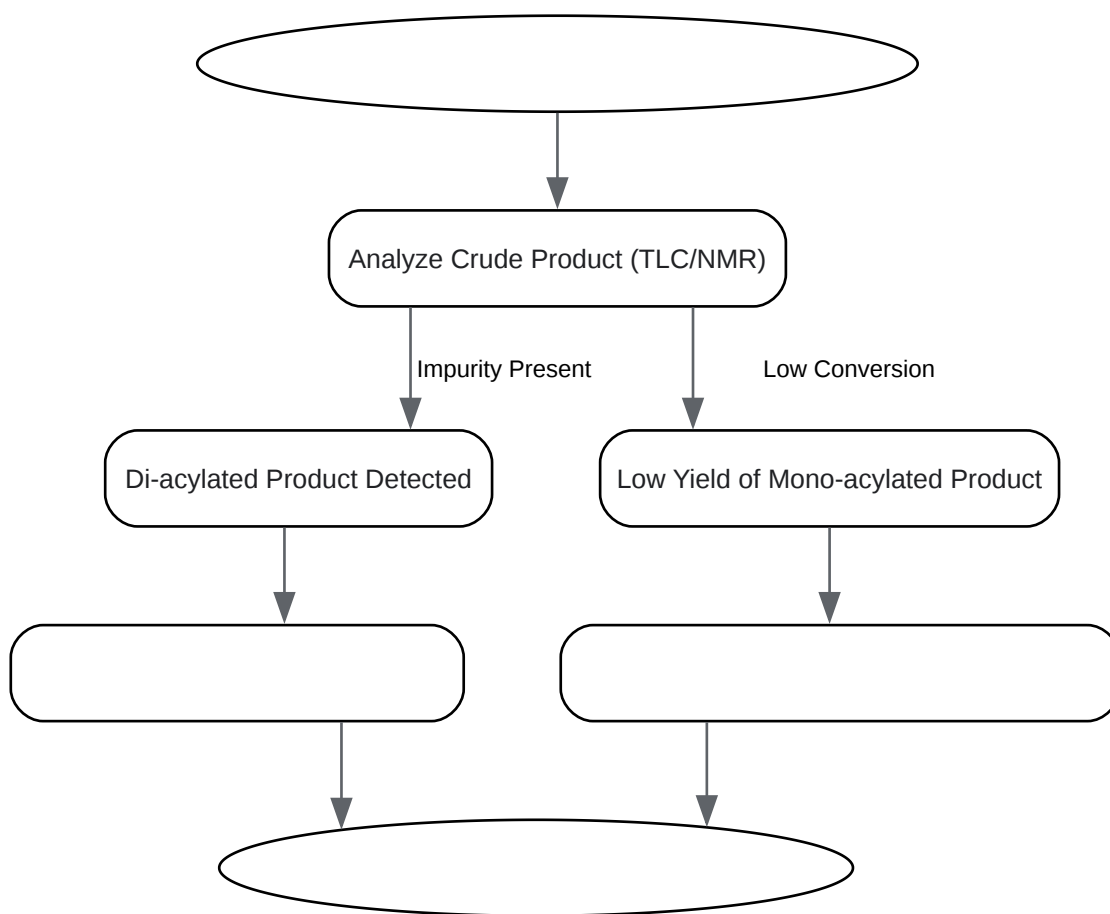 Analyze Crude Product (TLC/NMR)
Impurity Present
Low Conversion
Di-acylated Product Detected
Low Yield of Mono-acylated Product